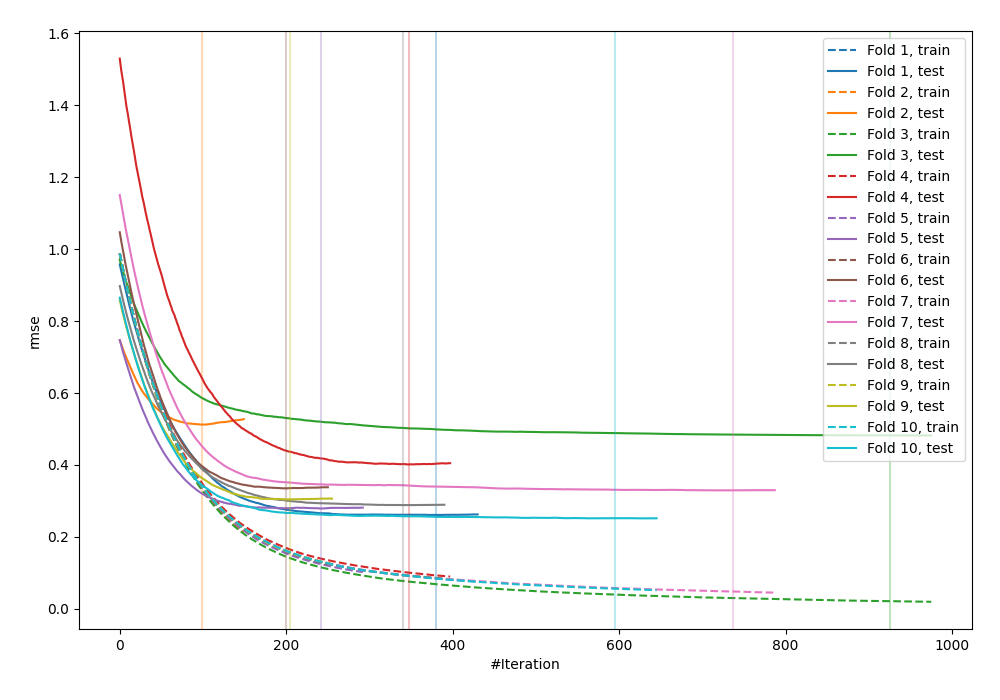 1.6
1.4
1.2
1.0
0.8
0.6
0.4
0.2
0.0
rmse
0
200
400
600
800
1000
#Iteration
Fold 1, train
Fold 1, test
Fold 2, train
Fold 2, test
Fold 3, train
Fold 3, test
Fold 4, train
Fold 4, test
Fold 5, train
Fold 5, test
Fold 6, train
Fold 6, test
Fold 7, train
Fold 7, test
Fold 8, train
Fold 8, test
Fold 9, train
Fold 9, test
Fold 10, train
Fold 10, test